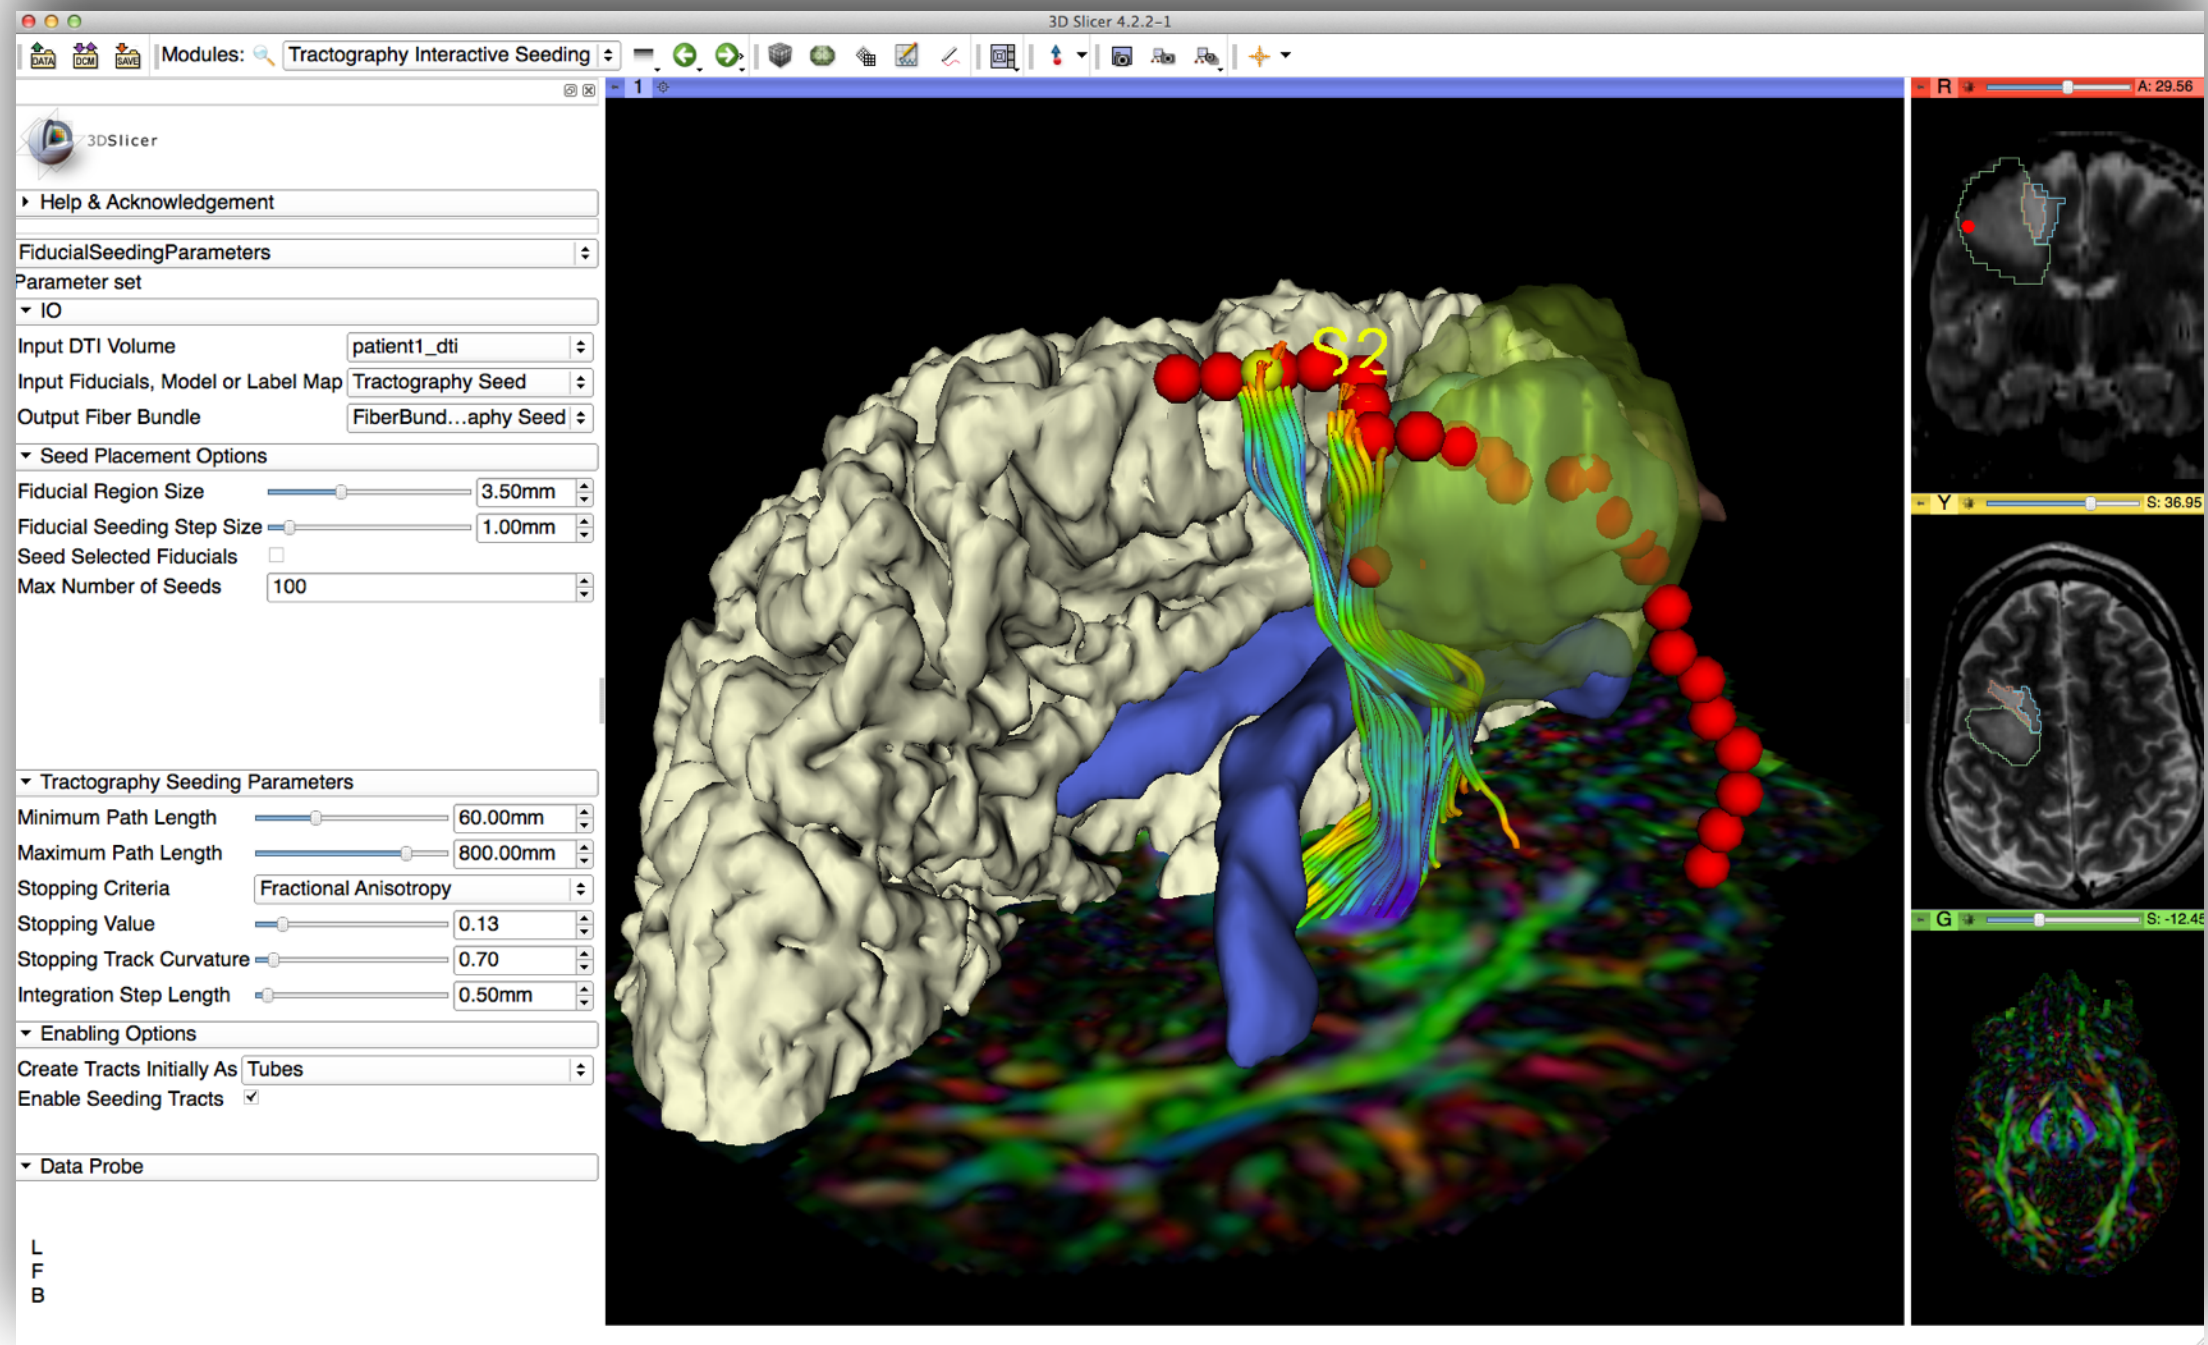 3D Slicer 4.2.2-1
DATA DCM SAVE Modules: Tractography Interactive Seeding
1
R A: 29.56
3DSlicer
Help & Acknowledgement
FiducialSeedingParameters
Parameter set
IO
Input DTI Volume patient1_dti
Input Fiducials, Model or Label Map Tractography Seed
Output Fiber Bundle FiberBund...aphy Seed
Seed Placement Options
Fiducial Region Size 3.50mm
Fiducial Seeding Step Size 1.00mm
Seed Selected Fiducials
Max Number of Seeds 100
Tractography Seeding Parameters
Minimum Path Length 60.00mm
Maximum Path Length 800.00mm
Stopping Criteria Fractional Anisotropy
Stopping Value 0.13
Stopping Track Curvature 0.70
Integration Step Length 0.50mm
Enabling Options
Create Tracts Initially As Tubes
Enable Seeding Tracts
Data Probe
L
F
B
S2
Y S: 36.95
G S: -12.45